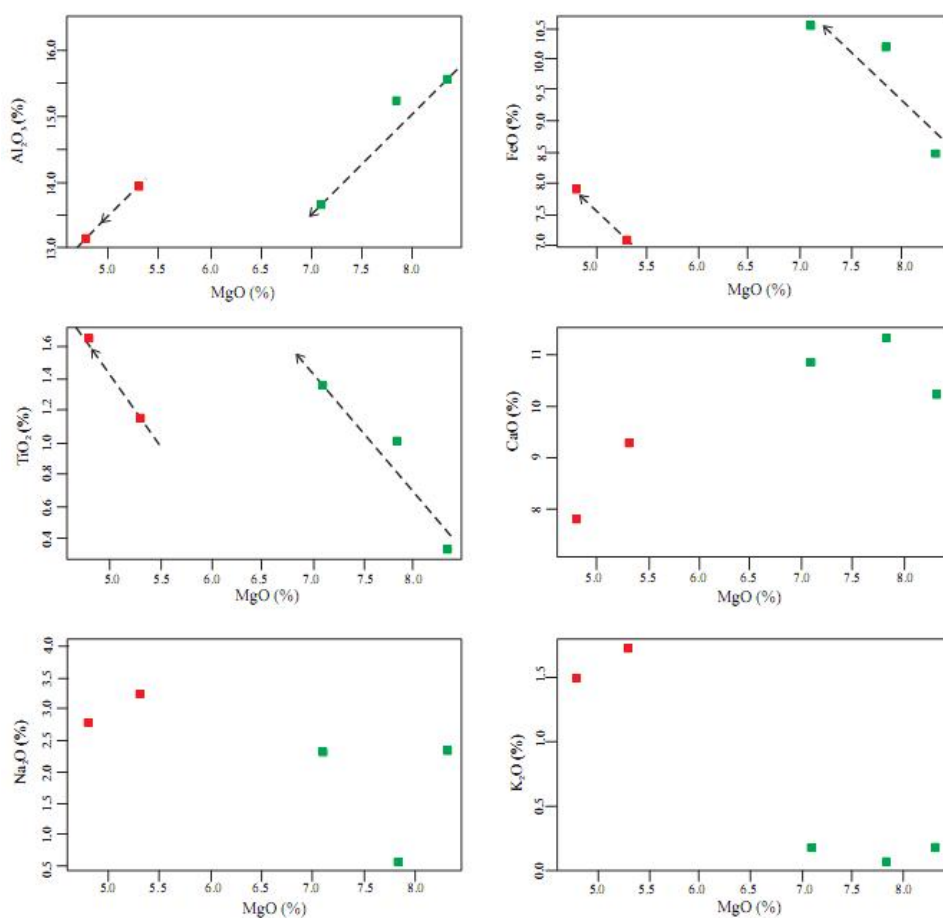 Al₂O₃ (%)
16.0
15.0
14.0
13.0
5.0 5.5 6.0 6.5 7.0 7.5 8.0
MgO (%)
FeO (%)
10.5
10.0
9.5
9.0
8.5
8.0
7.5
7.0
5.0 5.5 6.0 6.5 7.0 7.5 8.0
MgO (%)
TiO₂ (%)
1.6
1.4
1.2
1.0
0.8
0.6
0.4
5.0 5.5 6.0 6.5 7.0 7.5 8.0
MgO (%)
CaO (%)
11
10
9
8
5.0 5.5 6.0 6.5 7.0 7.5 8.0
MgO (%)
Na₂O (%)
4.0
3.5
3.0
2.5
2.0
1.5
1.0
0.5
5.0 5.5 6.0 6.5 7.0 7.5 8.0
MgO (%)
K₂O (%)
1.5
1.0
0.5
0.0
5.0 5.5 6.0 6.5 7.0 7.5 8.0
MgO (%)